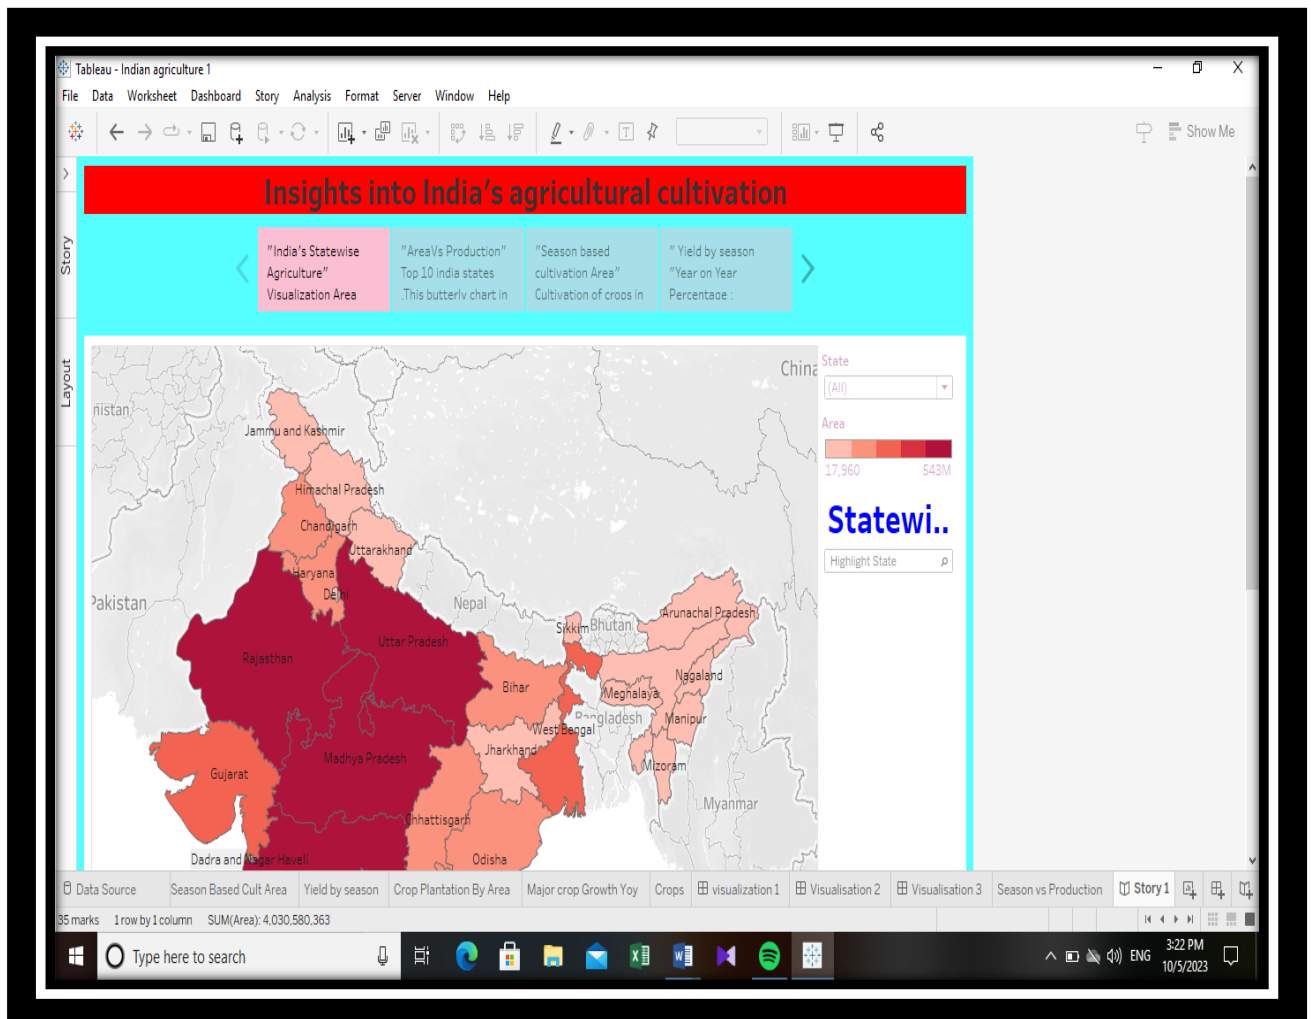 Tableau - Indian agriculture 1
File Data Worksheet Dashboard Story Analysis Format Server Window Help
Show Me
Story
Layout
Insights into India's agricultural cultivation
"India's Statewise
Agriculture"
Visualization Area
"AreaVs Production"
Top 10 india states
.This butterly chart in
"Season based
cultivation Area"
Cultivation of crops in
" Yield by season
"Year on Year
Percentage :
China
nistan
Jammu and Kashmir
Himachal Pradesh
Chandigarh
Uttarakhand
Haryana
Delhi
Pakistan
Nepal
Sikkim
Bhutan
Arunachal Pradesh
Uttar Pradesh
Rajasthan
Bihar
Nagaland
Meghalaya
Bangladesh
Manipur
West Bengal
Jharkhand
Madhya Pradesh
Mizoram
Gujarat
Myanmar
Chhattisgarh
Dadra and Nagar Haveli
Odisha
State
(All)
Area
17,960 543M
Statewi..
Highlight State
Data Source Season Based Cult Area Yield by season Crop Plantation By Area Major crop Growth Yoy Crops visualization 1 Visualisation 2 Visualisation 3 Season vs Production Story 1
35 marks 1 row by 1 column SUM(Area): 4,030,580,363
Type here to search
ENG
3:22 PM
10/5/2023